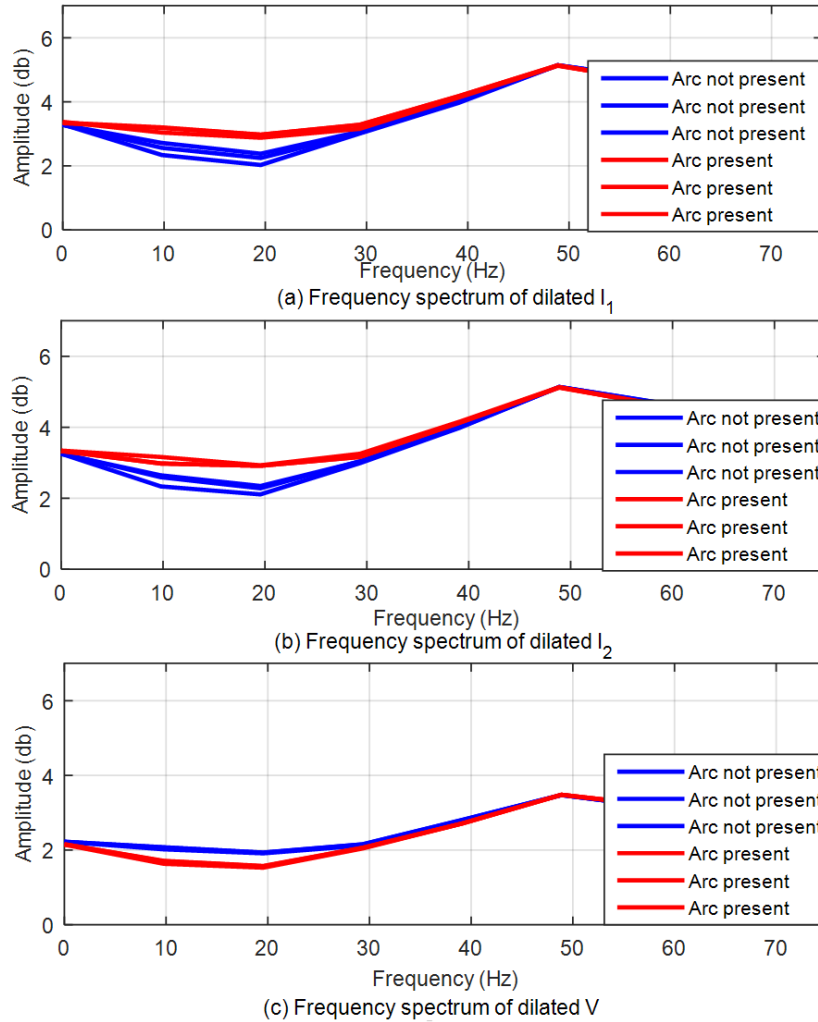 6
4
2
0
Amplitude (db)
Arc not present
Arc not present
Arc not present
Arc present
Arc present
Arc present
0 10 20 30 40 50 60 70
Frequency (Hz)
(a) Frequency spectrum of dilated I1
6
4
2
0
Amplitude (db)
Arc not present
Arc not present
Arc not present
Arc present
Arc present
Arc present
0 10 20 30 40 50 60 70
Frequency (Hz)
(b) Frequency spectrum of dilated I2
6
4
2
0
Amplitude (db)
Arc not present
Arc not present
Arc not present
Arc present
Arc present
Arc present
0 10 20 30 40 50 60 70
Frequency (Hz)
(c) Frequency spectrum of dilated V